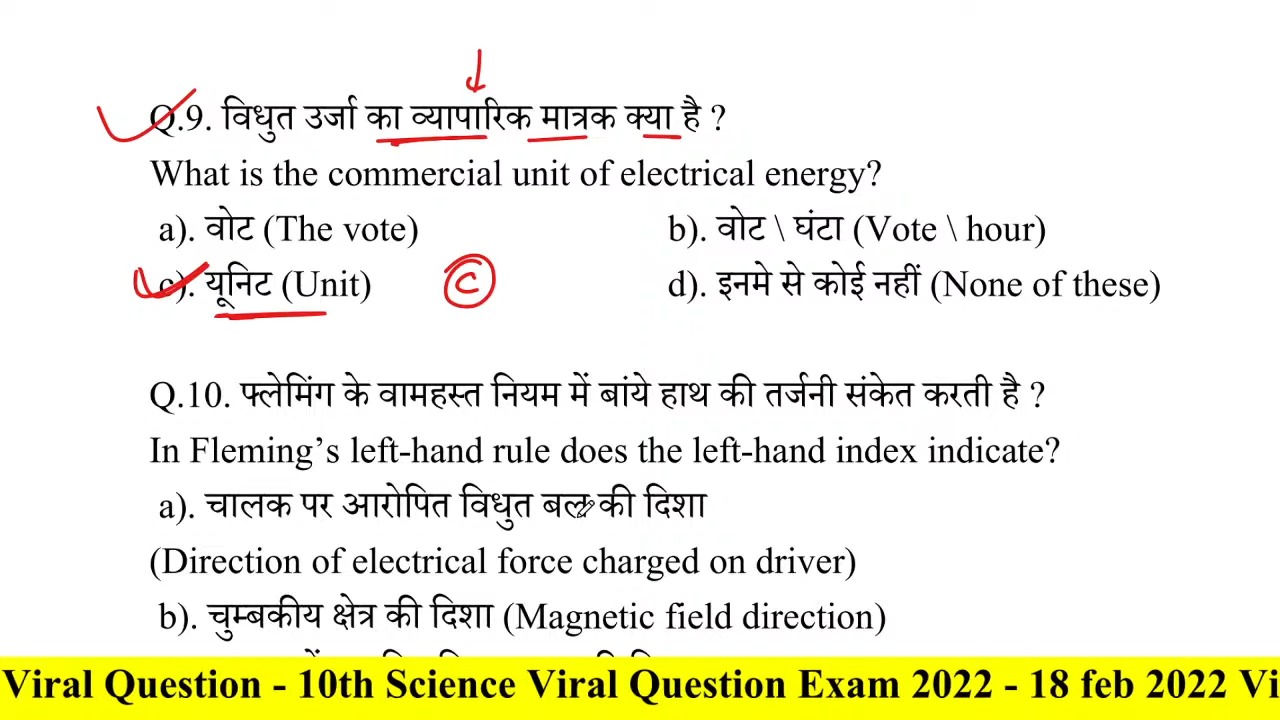 Q.9. विधुत उर्जा का व्यापारिक मात्रक क्या है ?
What is the commercial unit of electrical energy?
a). वोट (The vote) b). वोट \ घंटा (Vote \ hour)
c). यूनिट (Unit) C d). इनमे से कोई नहीं (None of these)
Q.10. फ्लेमिंग के वामहस्त नियम में बांये हाथ की तर्जनी संकेत करती है ?
In Fleming’s left-hand rule does the left-hand index indicate?
a). चालक पर आरोपित विधुत बल की दिशा
(Direction of electrical force charged on driver)
b). चुम्बकीय क्षेत्र की दिशा (Magnetic field direction)
Viral Question - 10th Science Viral Question Exam 2022 - 18 feb 2022 Vi